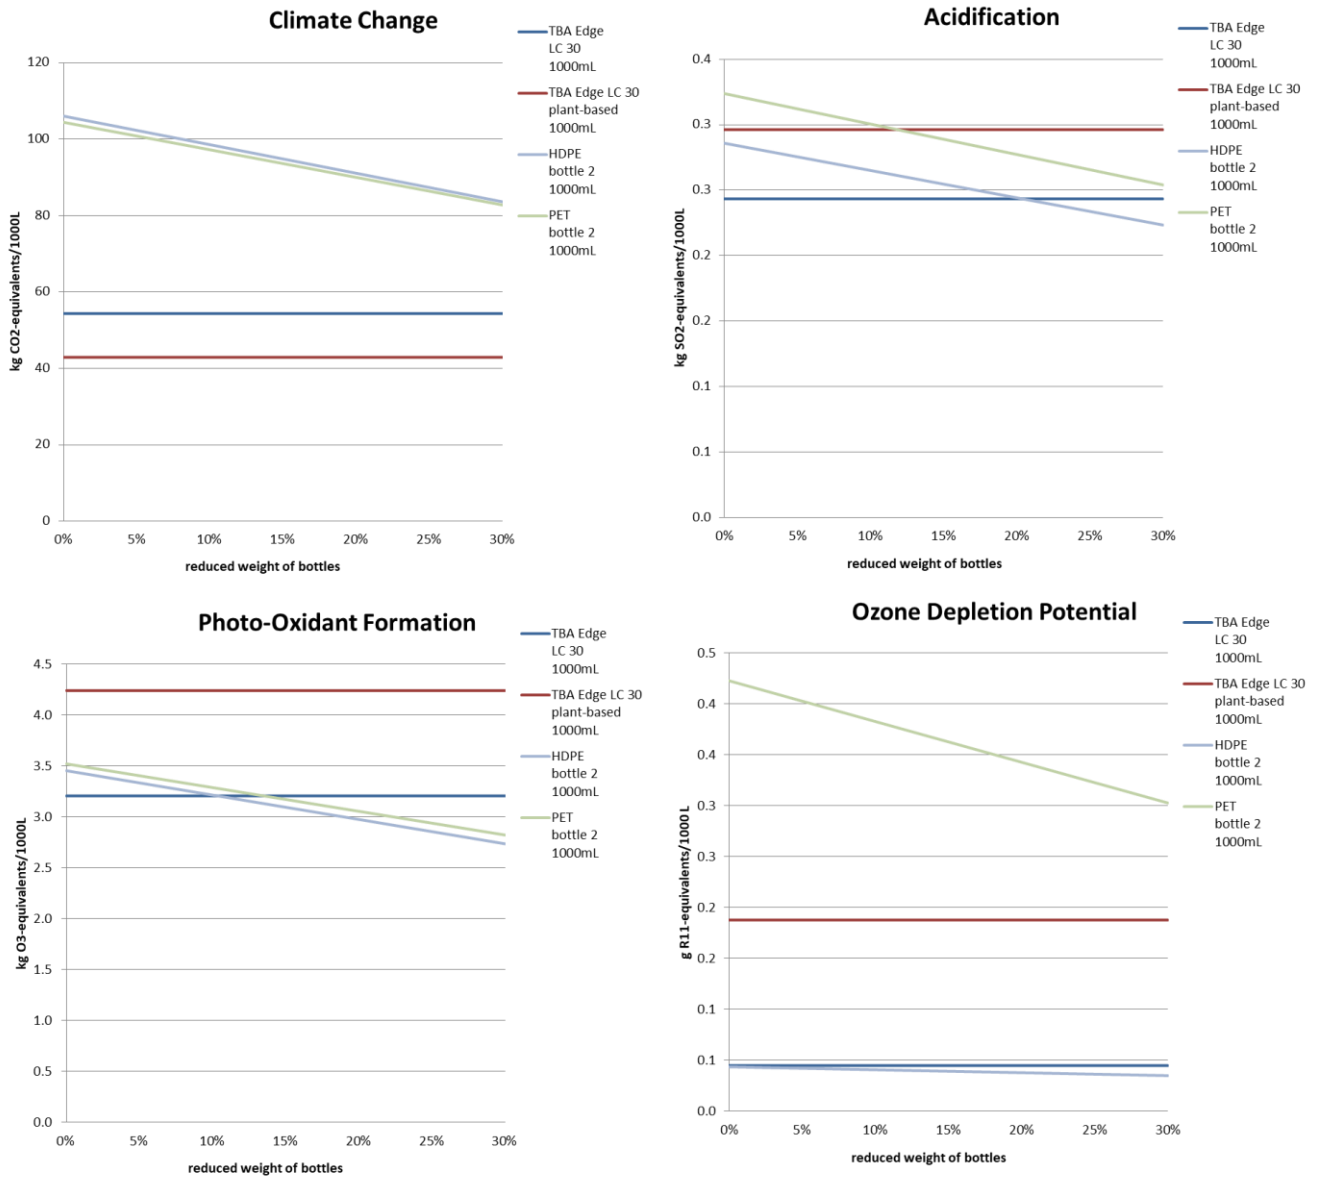 Climate Change
TBA Edge
LC 30
1000mL
TBA Edge LC 30
plant-based
1000mL
HDPE
bottle 2
1000mL
PET
bottle 2
1000mL
kg CO2-equivalents/1000L
120
100
80
60
40
20
0
0% 5% 10% 15% 20% 25% 30%
reduced weight of bottles
Acidification
TBA Edge
LC 30
1000mL
TBA Edge LC 30
plant-based
1000mL
HDPE
bottle 2
1000mL
PET
bottle 2
1000mL
kg SO2-equivalents/1000L
0.4
0.3
0.3
0.2
0.2
0.1
0.1
0.0
0% 5% 10% 15% 20% 25% 30%
reduced weight of bottles
Photo-Oxidant Formation
TBA Edge
LC 30
1000mL
TBA Edge LC 30
plant-based
1000mL
HDPE
bottle 2
1000mL
PET
bottle 2
1000mL
kg O3-equivalents/1000L
4.5
4.0
3.5
3.0
2.5
2.0
1.5
1.0
0.5
0.0
0% 5% 10% 15% 20% 25% 30%
reduced weight of bottles
Ozone Depletion Potential
TBA Edge
LC 30
1000mL
TBA Edge LC 30
plant-based
1000mL
HDPE
bottle 2
1000mL
PET
bottle 2
1000mL
g R11-equivalents/1000 L
0.5
0.4
0.4
0.3
0.3
0.2
0.2
0.1
0.1
0.0
0% 5% 10% 15% 20% 25% 30%
reduced weight of bottles